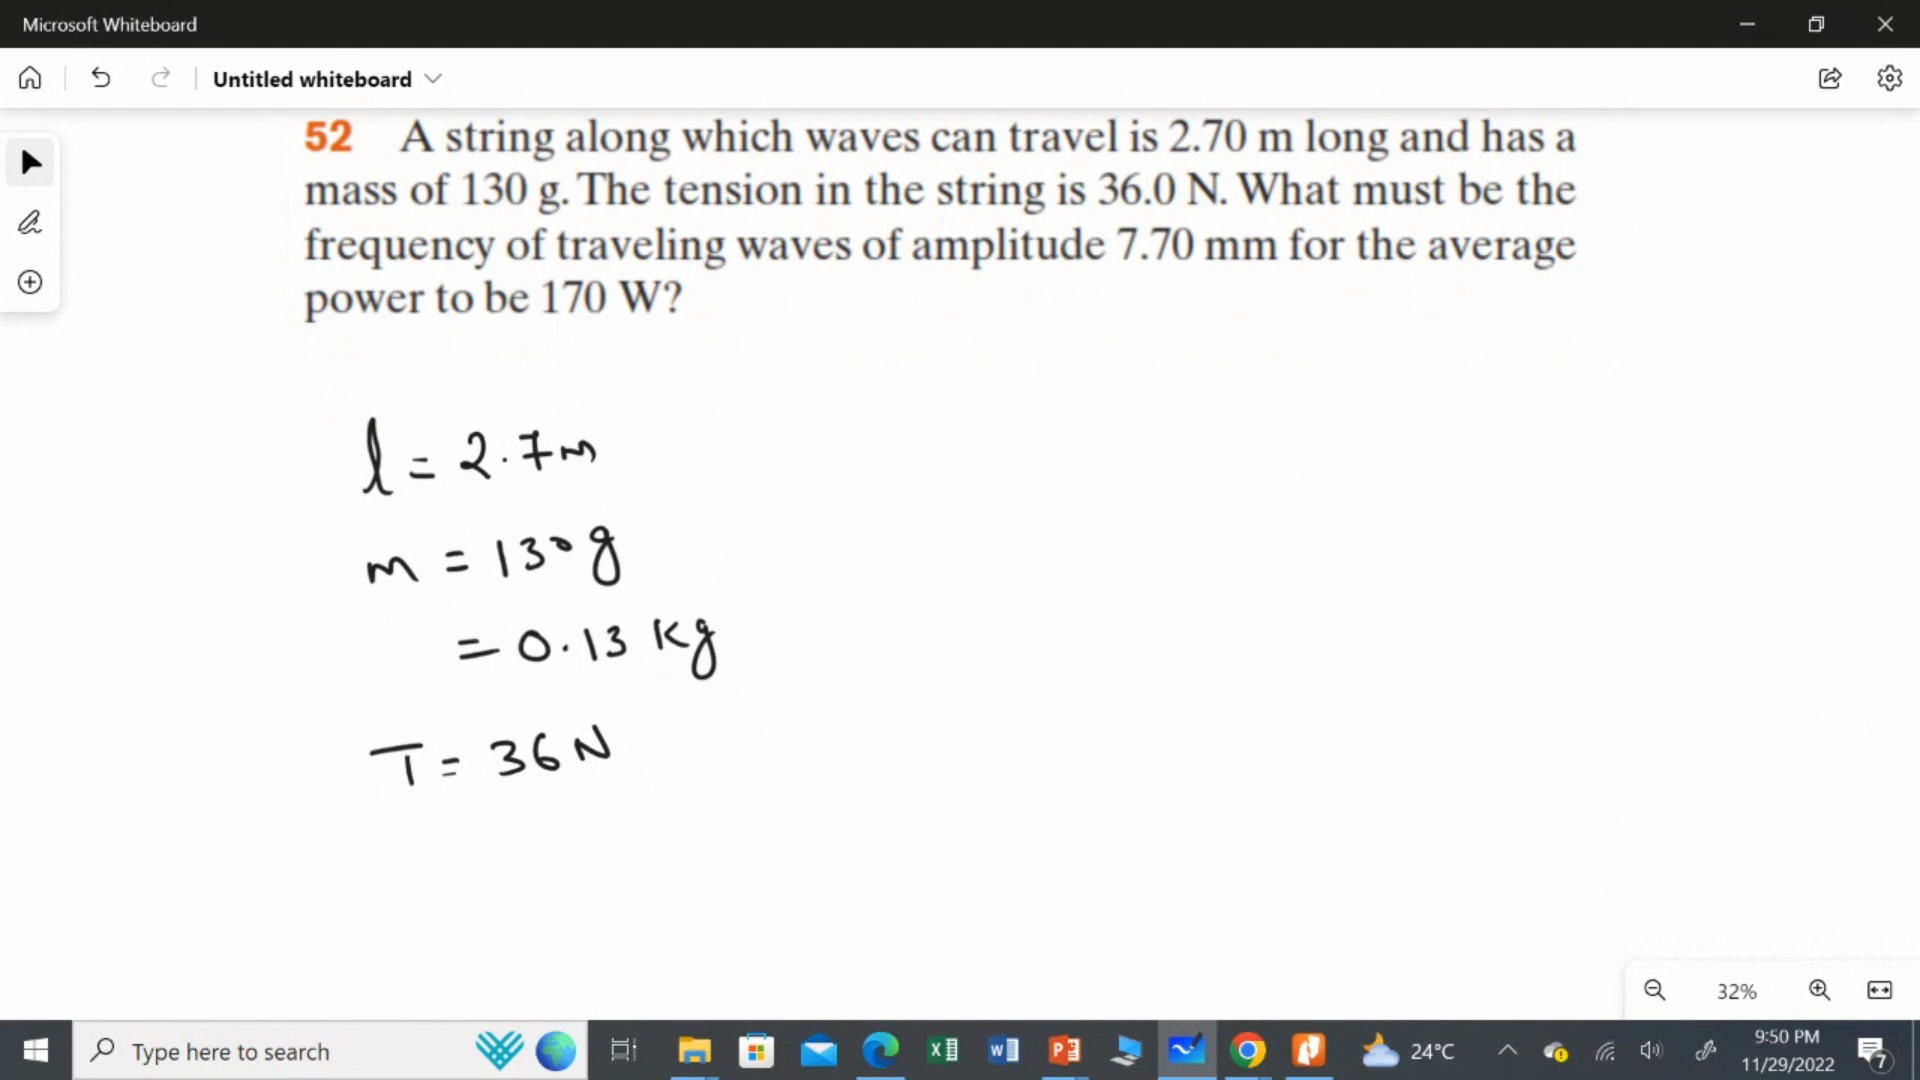 Microsoft Whiteboard
Untitled whiteboard
52 A string along which waves can travel is 2.70 m long and has a
mass of 130 g. The tension in the string is 36.0 N. What must be the
frequency of traveling waves of amplitude 7.70 mm for the average
power to be 170 W?
l = 2.7m
m = 130g
= 0.13 kg
T = 36N
32%
Type here to search
24°C
9:50 PM
11/29/2022
7